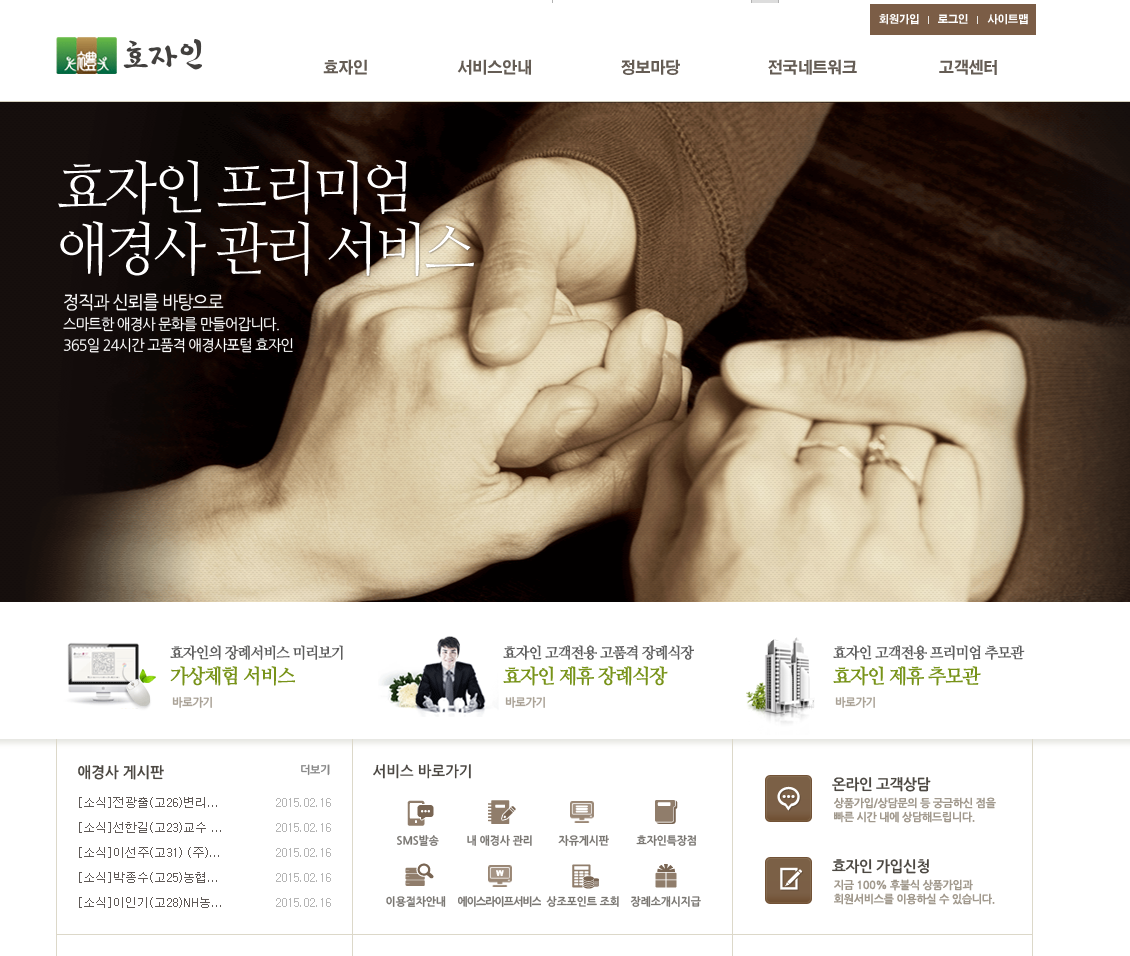 회원가입 로그인 사이트맵
禮 효자인
효자인 서비스안내 정보마당 전국네트워크 고객센터
효자인 프리미엄
애경사 관리 서비스
정직과 신뢰를 바탕으로
스마트한 애경사 문화를 만들어갑니다.
365일 24시간 고품격 애경사포털 효자인
효자인의 장례서비스 미리보기
가상체험 서비스
바로가기
효자인 고객전용 고품격 장례식장
효자인 제휴 장례식장
바로가기
효자인 고객전용 프리미엄 추모관
효자인 제휴 추모관
바로가기
애경사 게시판 더보기
[소식]전광출(고26)변리... 2015.02.16
[소식]선한길(고23)교수 ... 2015.02.16
[소식]이선주(고31) (주)... 2015.02.16
[소식]박종수(고25)농협... 2015.02.16
[소식]이인기(고28)NH농... 2015.02.16
서비스 바로가기
SMS발송 내 애경사 관리 자유게시판 효자인특장점
W
이용절차안내 에이스라이프서비스 상조포인트 조회 장례소개시지급
온라인 고객상담
상품가입/상담문의 등 궁금하신 점을
빠른 시간 내에 상담해드립니다.
효자인 가입신청
지금 100% 후불식 상품가입과
회원서비스를 이용하실 수 있습니다.